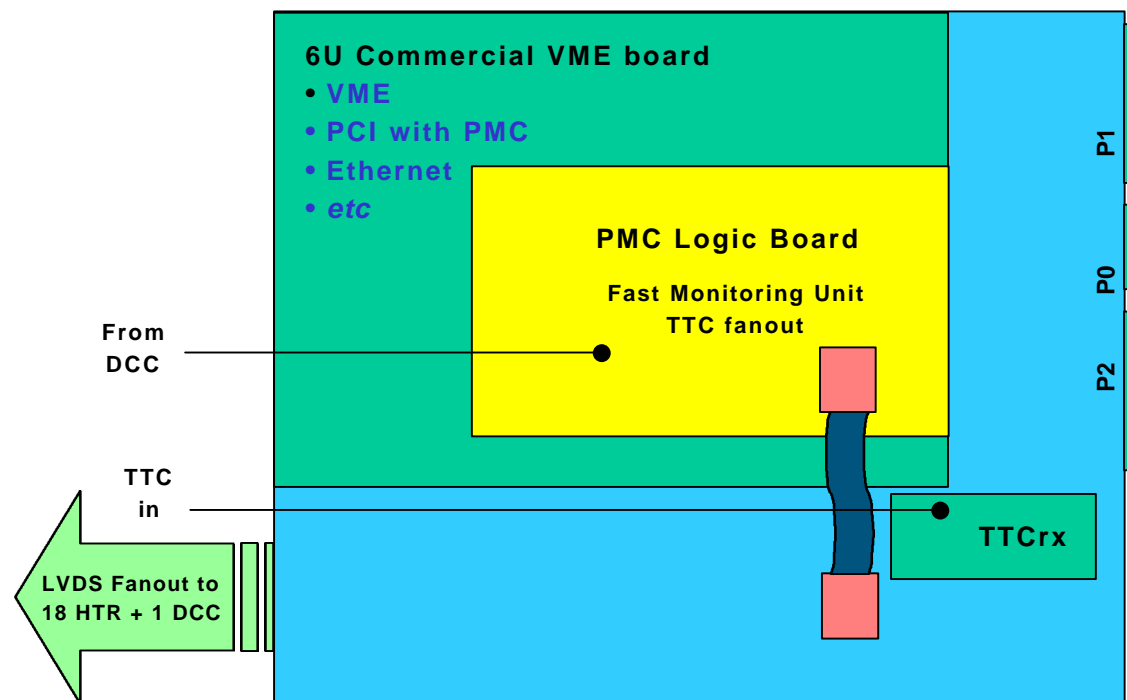 6U Commercial VME board
• VME
• PCI with PMC
• Ethernet
• etc
PMC Logic Board
Fast Monitoring Unit
TTC fanout
From
DCC
TTC
in
TTCrx
LVDS Fanout to
18 HTR + 1 DCC
P1
P0
P2